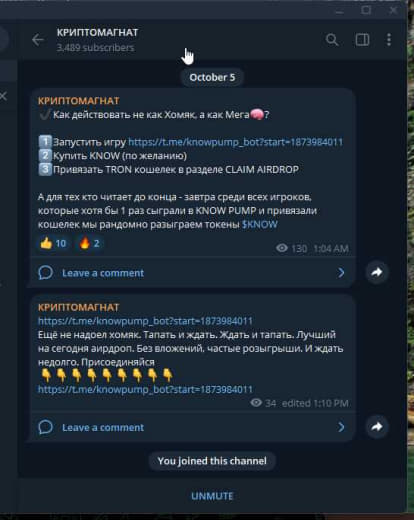 КРИПТОМАГНАТ
3,489 subscribers
October 5
КРИПТОМАГНАТ
✔️Как действовать не как Хомяк, а как Мега🧠?
1️⃣Запустить игру https://t.me/knowpump_bot?start=1873984011
2️⃣Купить KNOW (по желанию)
3️⃣Привязать TRON кошелек в разделе CLAIM AIRDROP
А для тех кто читает до конца - завтра среди всех игроков,
которые хотя бы 1 раз сыграли в KNOW PUMP и привязали
кошелек мы рандомно разыграем токены $KNOW
👍 10 🔥 2
130 1:04 AM
Leave a comment
КРИПТОМАГНАТ
https://t.me/knowpump_bot?start=1873984011
Ещё не надоел хомяк. Тапать и ждать. Ждать и тапать. Лучший
на сегодня аирдроп. Без вложений, частые розыгрыши. И ждать
недолго. Присоединяйся
👇👇👇👇👇👇👇👇👇
https://t.me/knowpump_bot?start=1873984011
34 edited 1:10 PM
Leave a comment
You joined this channel
UNMUTE